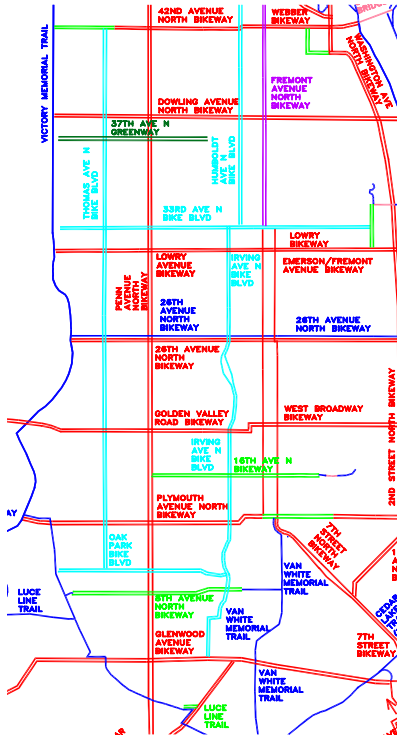 42ND AVENUE
NORTH BIKEWAY
WEBBER
BIKEWAY
VICTORY MEMORIAL TRAIL
WASHINGTON AVE
NORTH BIKEWAY
FREMONT
AVENUE
NORTH
BIKEWAY
DOWLING AVENUE
NORTH BIKEWAY
37TH AVE N
GREENWAY
THOMAS AVE N
BIKE BLVD
HUMBOLDT
AVE N
BIKE BLVD
33RD AVE N
BIKE BLVD
LOWRY
BIKEWAY
LOWRY
AVENUE
BIKEWAY
IRVING
AVE N
BIKE
BLVD
EMERSON/FREMONT
AVENUE BIKEWAY
PENN
AVENUE
NORTH
BIKEWAY
26TH
AVENUE
NORTH
BIKEWAY
26TH AVENUE
NORTH BIKEWAY
26TH AVENUE
NORTH
BIKEWAY
2ND STREET NORTH BIKEWAY
GOLDEN VALLEY
ROAD BIKEWAY
WEST BROADWAY
BIKEWAY
IRVING
AVE N
BIKE
BLVD
16TH AVE N
BIKEWAY
PLYMOUTH
AVENUE NORTH
BIKEWAY
AY
7TH
STREET
NORTH
BIKEWAY
OAK
PARK
BIKE
BLVD
LUCE
LINE
TRAIL
8TH AVENUE
NORTH
BIKEWAY
VAN
WHITE
MEMORIAL
TRAIL
VAN
WHITE
MEMORIAL
TRAIL
CEDAR
GLENWOOD
AVENUE
BIKEWAY
7TH
STREET
BIKEWAY
VAN
WHITE
MEMORIAL
TRAIL
LUCE
LINE
TRAIL